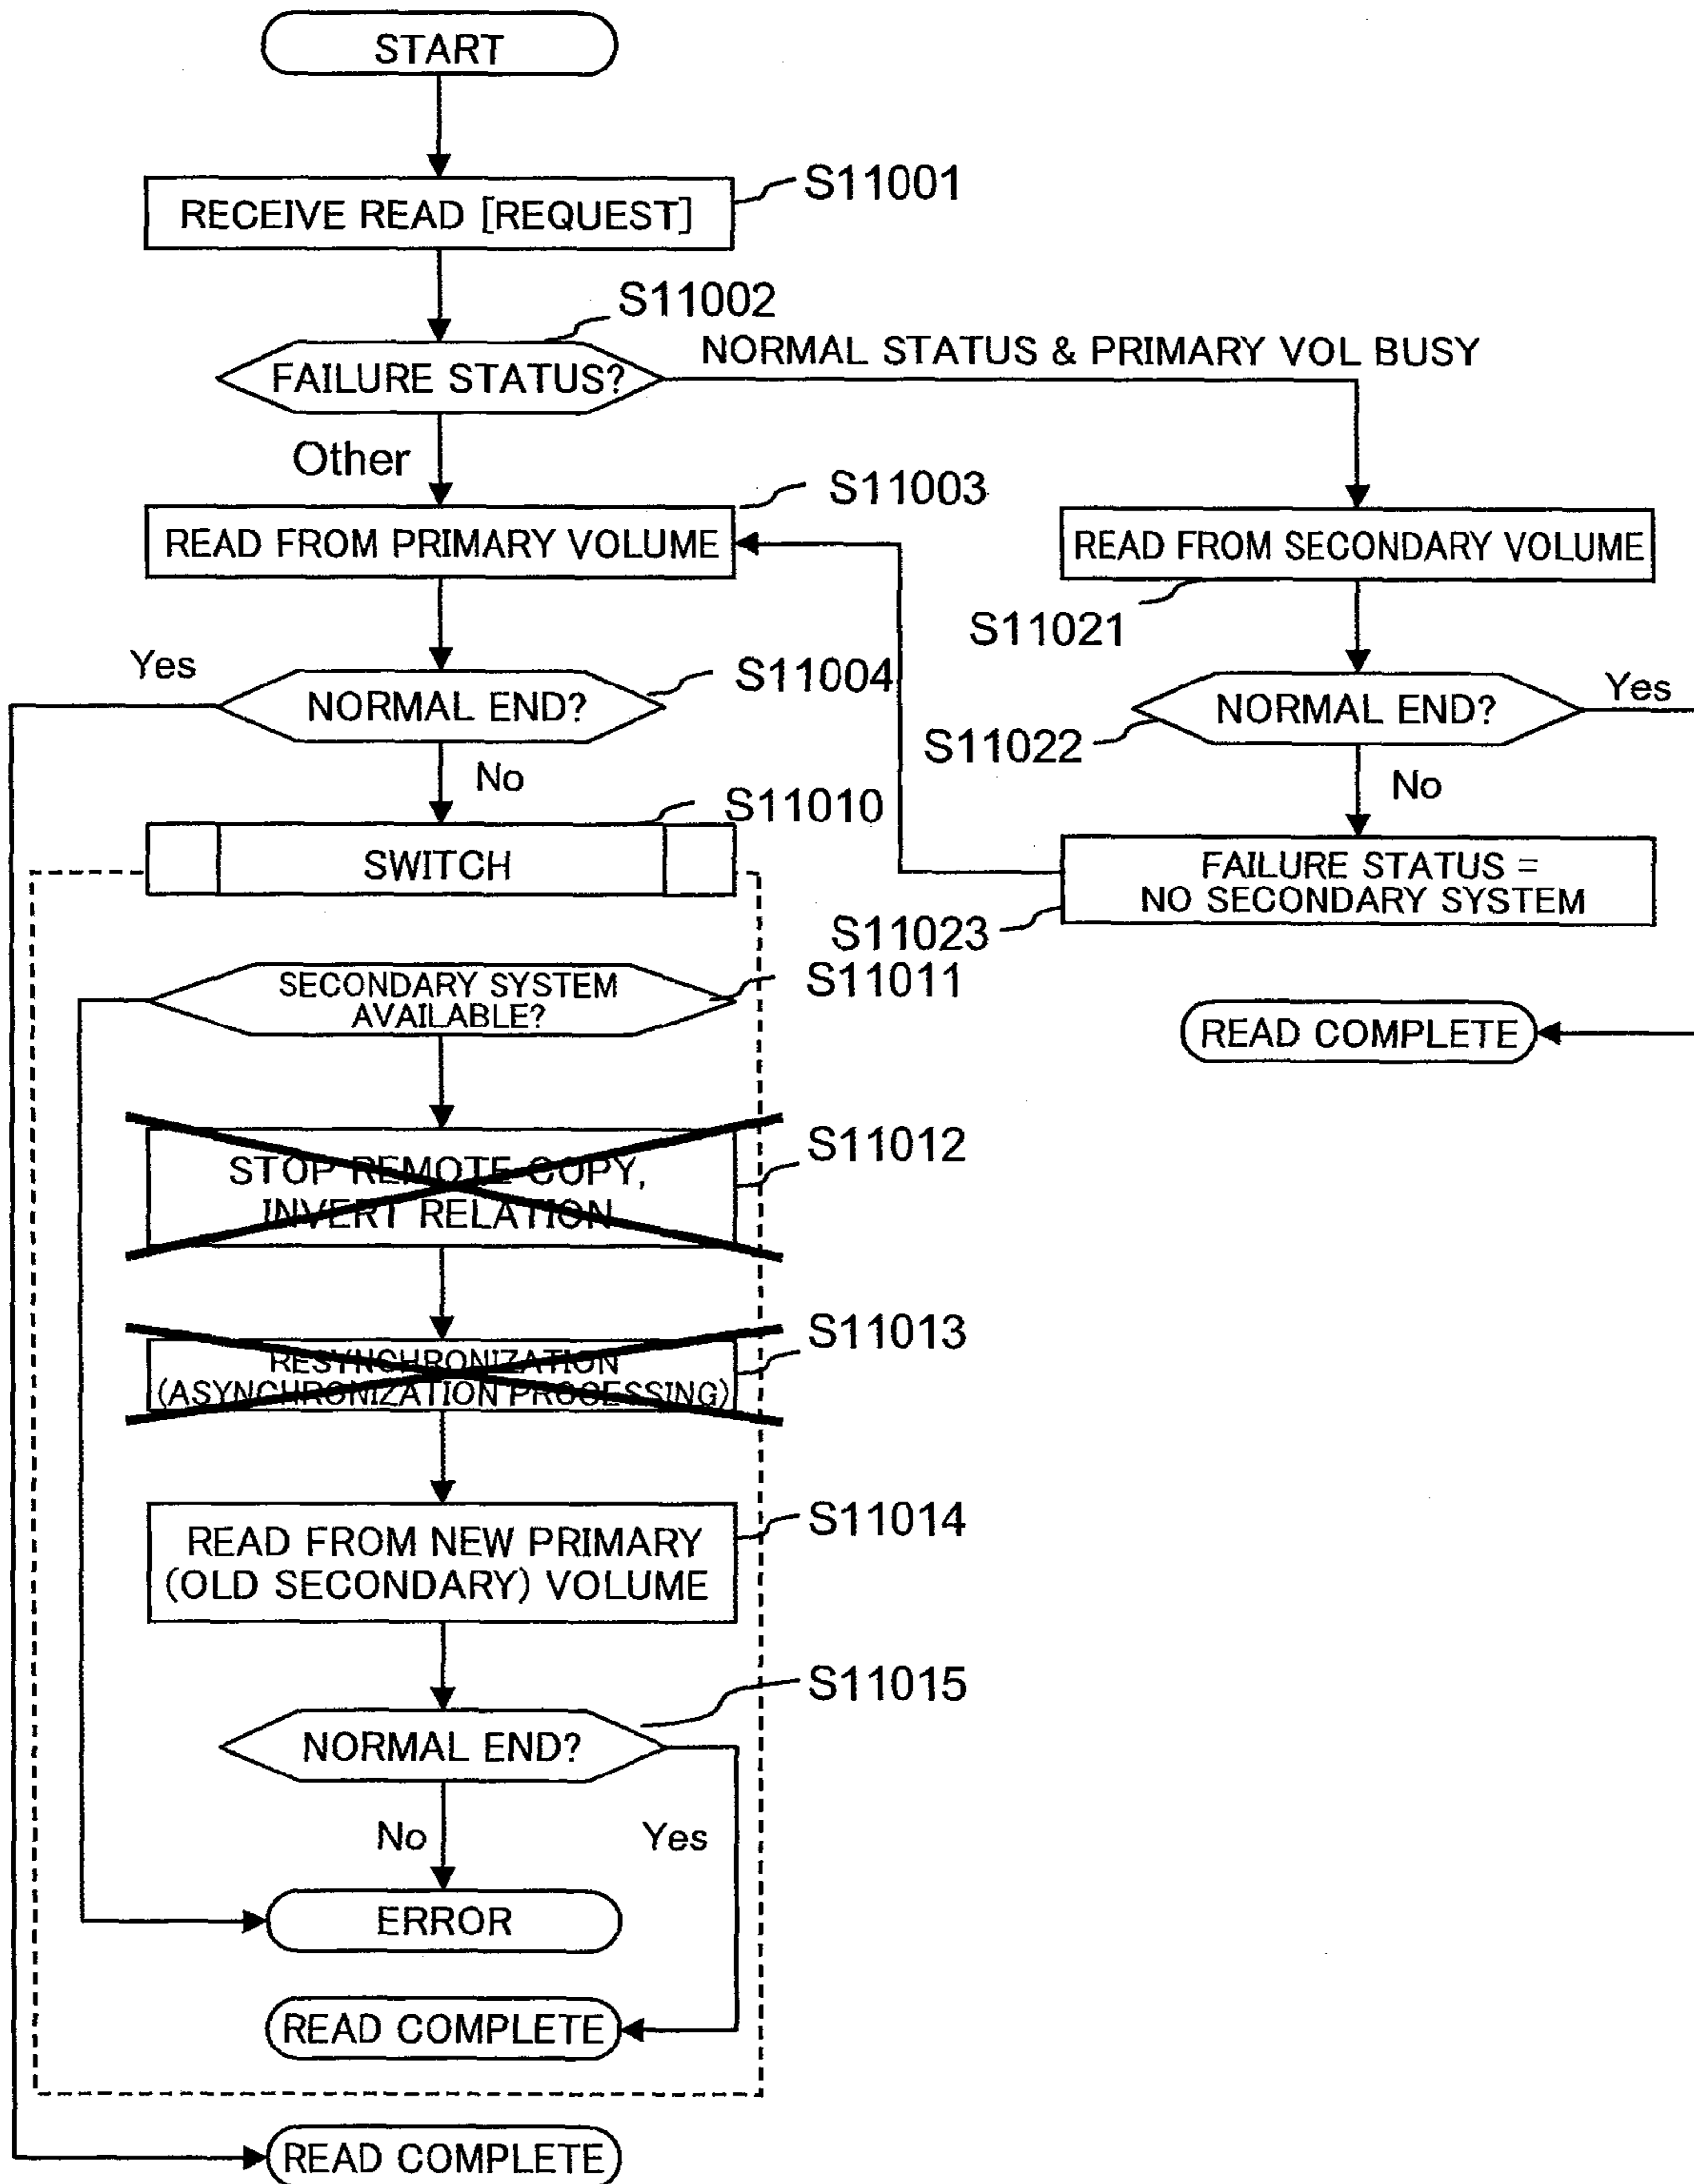 START
S11001
RECEIVE READ [REQUEST]
S11002
NORMAL STATUS & PRIMARY VOL BUSY
FAILURE STATUS?
Other
S11003
READ FROM PRIMARY VOLUME
READ FROM SECONDARY VOLUME
S11021
Yes
S11004
NORMAL END?
Yes
NORMAL END?
S11022
No
No
S11010
SWITCH
FAILURE STATUS =
NO SECONDARY SYSTEM
S11023
SECONDARY SYSTEM
AVAILABLE?
S11011
READ COMPLETE
S11012
STOP REMOTE COPY,
INVERT RELATION
S11013
RESYNCHRONIZATION
(ASYNCHRONIZATION PROCESSING)
S11014
READ FROM NEW PRIMARY
(OLD SECONDARY) VOLUME
S11015
NORMAL END?
No
Yes
ERROR
READ COMPLETE
READ COMPLETE